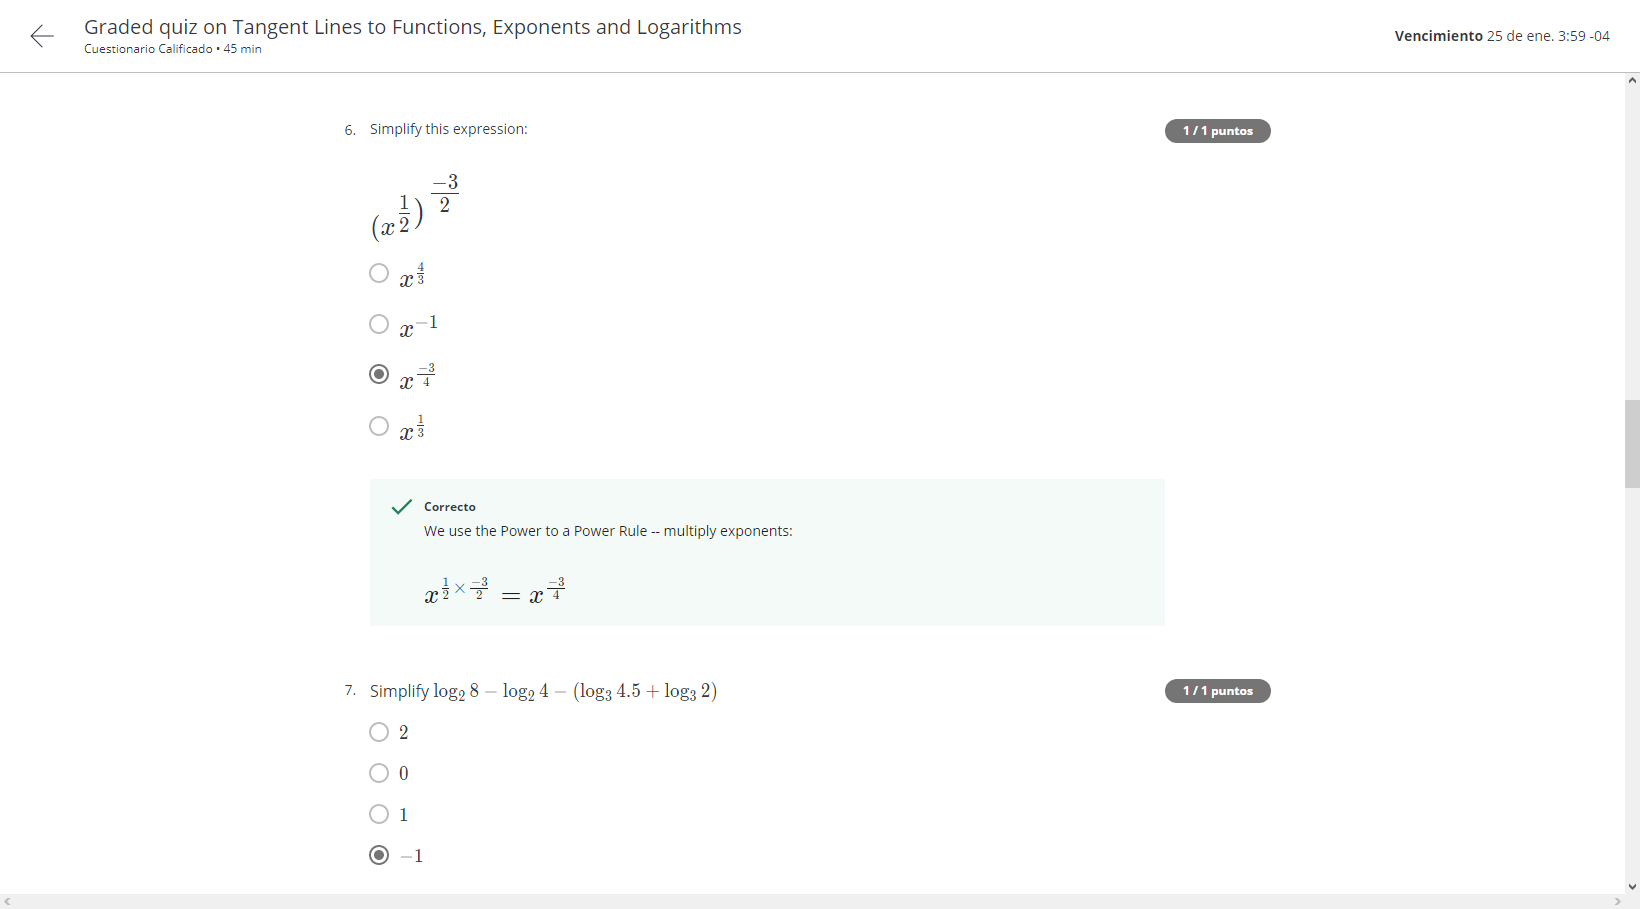 Graded quiz on Tangent Lines to Functions, Exponents and Logarithms
Cuestionario Calificado • 45 min
Vencimiento 25 de ene. 3:59 -04
6. Simplify this expression:
1 / 1 puntos
(x^{\frac{1}{2}})^{\frac{-3}{2}}
x^{\frac{4}{3}}
x^{-1}
x^{\frac{-3}{4}}
x^{\frac{1}{3}}
Correcto
We use the Power to a Power Rule -- multiply exponents:
x^{\frac{1}{2} \times \frac{-3}{2}} = x^{\frac{-3}{4}}
7. Simplify log₂ 8 − log₂ 4 − (log₃ 4.5 + log₃ 2)
1 / 1 puntos
2
0
1
−1